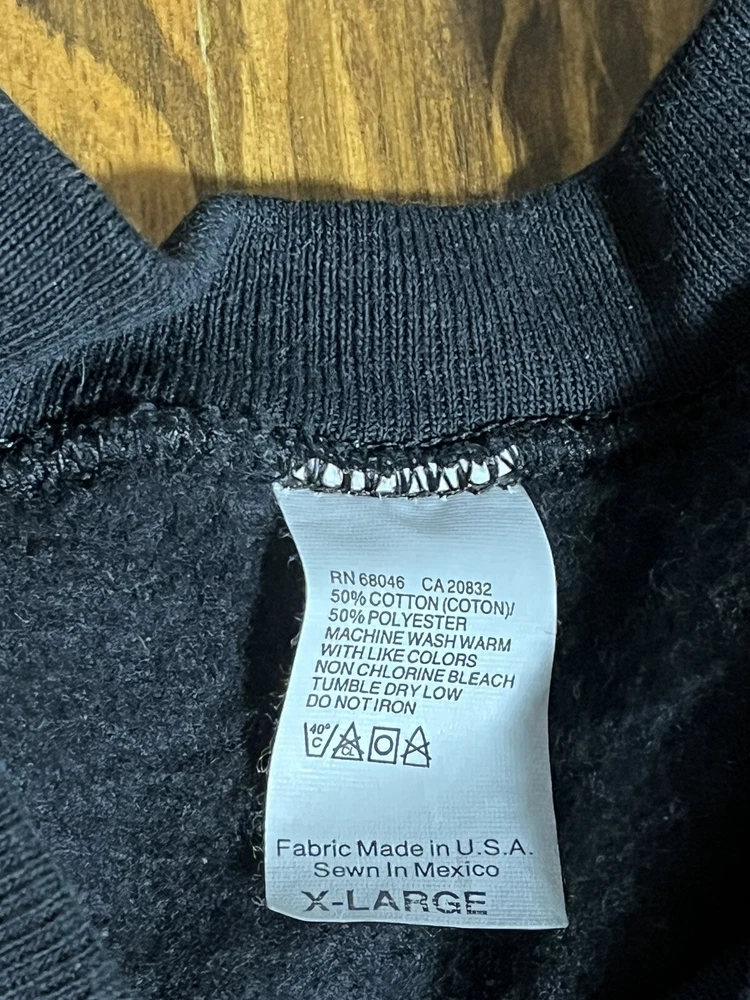 RN 68046 CA 20832
50% COTTON (COTON)/
50% POLYESTER
MACHINE WASH WARM
WITH LIKE COLORS
NON CHLORINE BLEACH
TUMBLE DRY LOW
DO NOT IRON
40°
C CL
Fabric Made in U.S.A.
Sewn In Mexico
X-LARGE